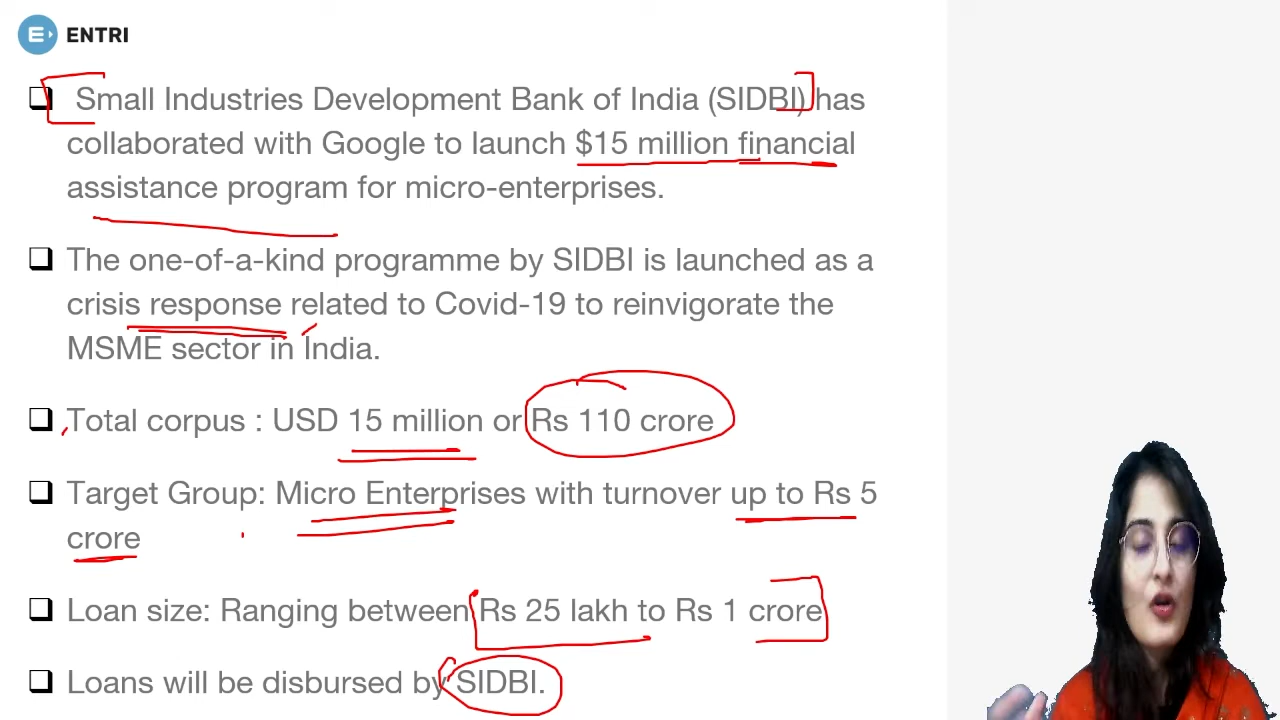 ENTRI
Small Industries Development Bank of India (SIDBI) has
collaborated with Google to launch $15 million financial
assistance program for micro-enterprises.
The one-of-a-kind programme by SIDBI is launched as a
crisis response related to Covid-19 to reinvigorate the
MSME sector in India.
Total corpus : USD 15 million or Rs 110 crore
Target Group: Micro Enterprises with turnover up to Rs 5
crore
Loan size: Ranging between Rs 25 lakh to Rs 1 crore
Loans will be disbursed by SIDBI.